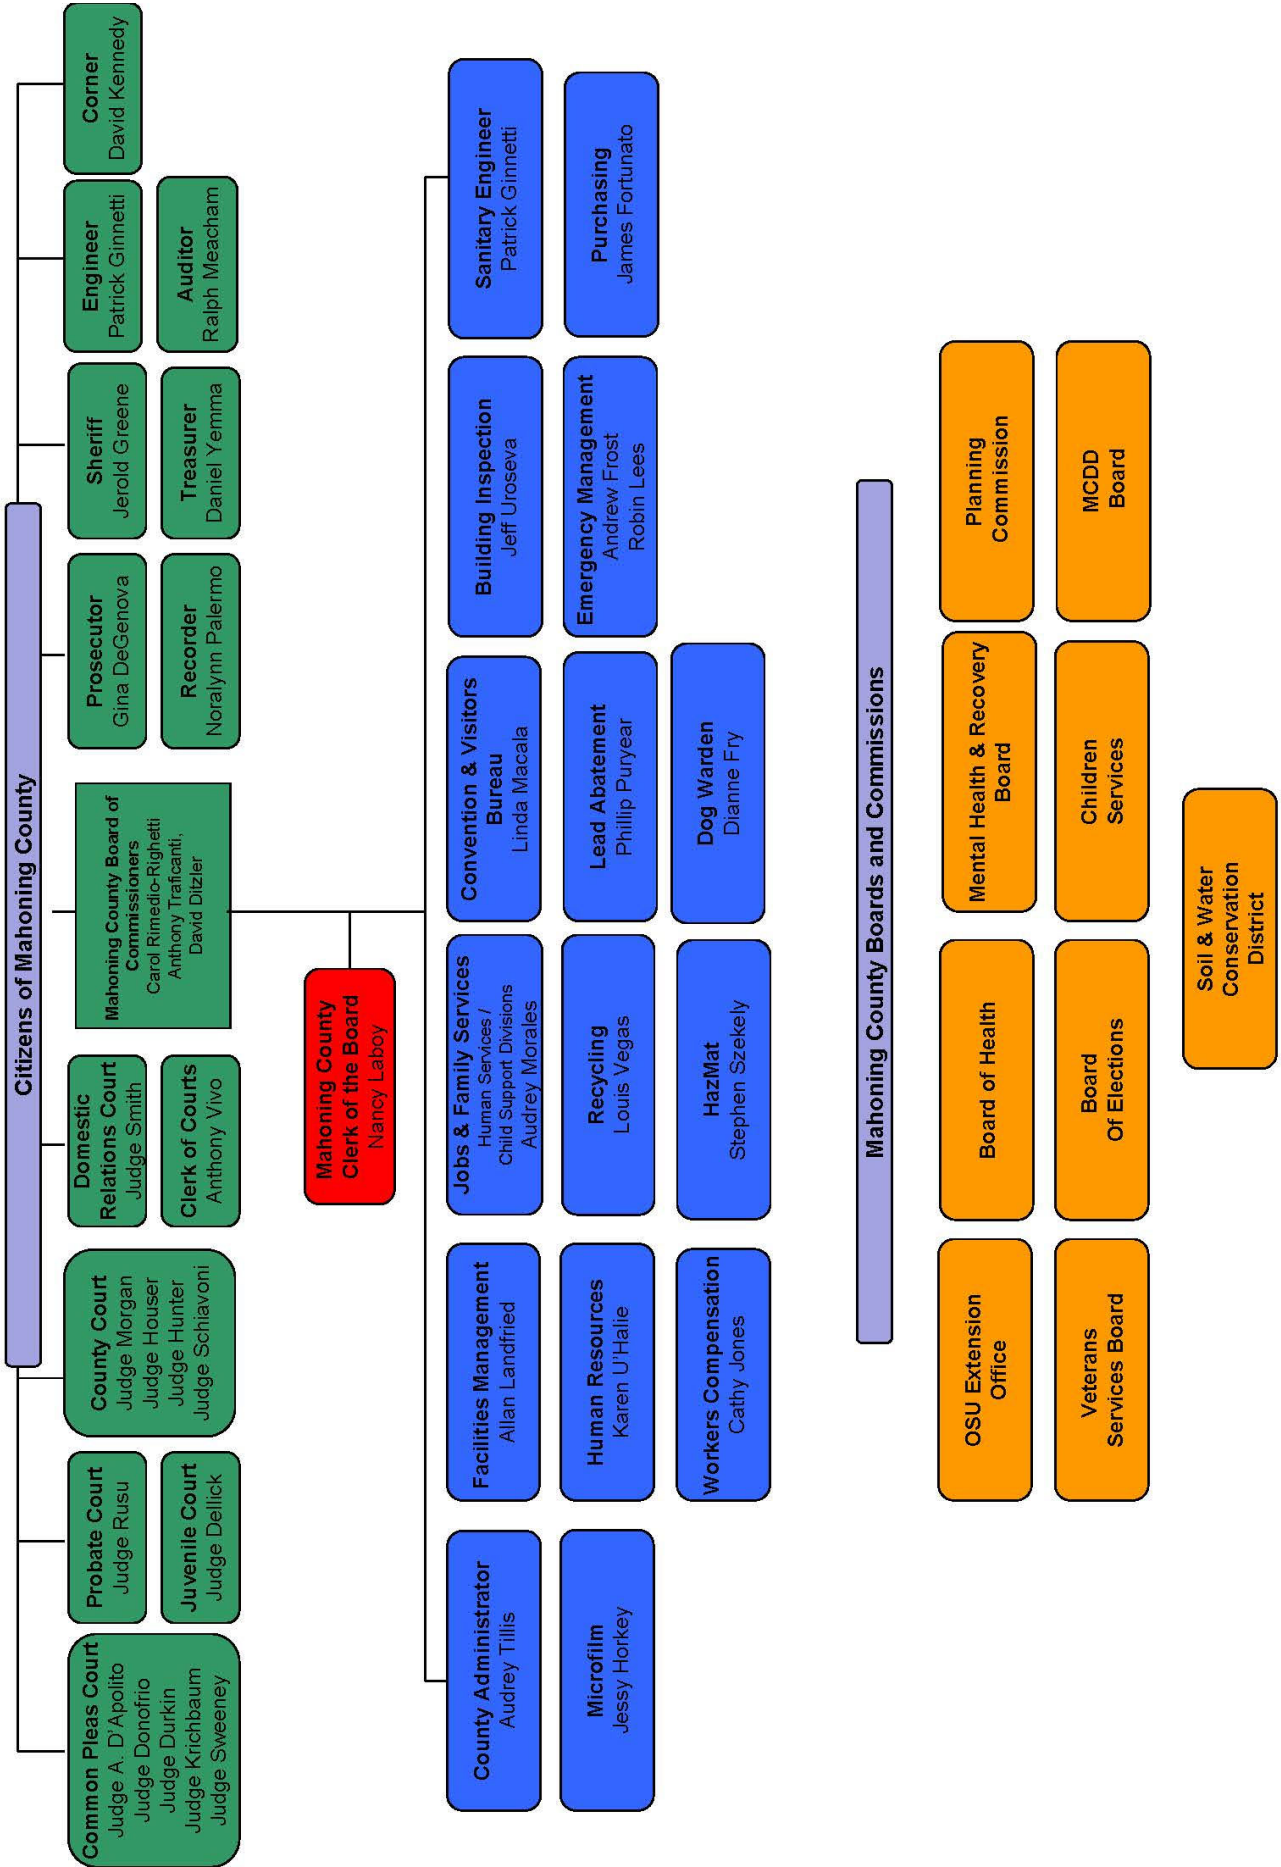 Citizens of Mahoning County
Common Pleas Court
Judge A. D'Apolito
Judge Donofrio
Judge Durkin
Judge Krichbaum
Judge Sweeney
Probate Court
Judge Rusu
Juvenile Court
Judge Dellick
County Court
Judge Morgan
Judge Houser
Judge Hunter
Judge Schiavoni
Domestic
Relations Court
Judge Smith
Clerk of Courts
Anthony Vivo
Mahoning County Board of
Commissioners
Carol Rimedio-Righetti
Anthony Traficanti,
David Ditzler
Prosecutor
Gina DeGenova
Recorder
Noralynn Palermo
Sheriff
Jerold Greene
Treasurer
Daniel Yemma
Engineer
Patrick Ginnetti
Auditor
Ralph Meacham
Corner
David Kennedy
Mahoning County
Clerk of the Board
Nancy Laboy
County Administrator
Audrey Tillis
Facilities Management
Allan Landfried
Jobs & Family Services
Human Services /
Child Support Divisions
Audrey Morales
Convention & Visitors
Bureau
Linda Macala
Building Inspection
Jeff Uroseva
Sanitary Engineer
Patrick Ginnetti
Microfilm
Jessy Horkey
Human Resources
Karen U'Halie
Recycling
Louis Vegas
Lead Abatement
Phillip Puryear
Emergency Management
Andrew Frost
Robin Lees
Purchasing
James Fortunato
Workers Compensation
Cathy Jones
HazMat
Stephen Szekely
Dog Warden
Dianne Fry
Mahoning County Boards and Commissions
OSU Extension
Office
Board of Health
Mental Health & Recovery
Board
Planning
Commission
Veterans
Services Board
Board
Of Elections
Children
Services
MCDD
Board
Soil & Water
Conservation
District